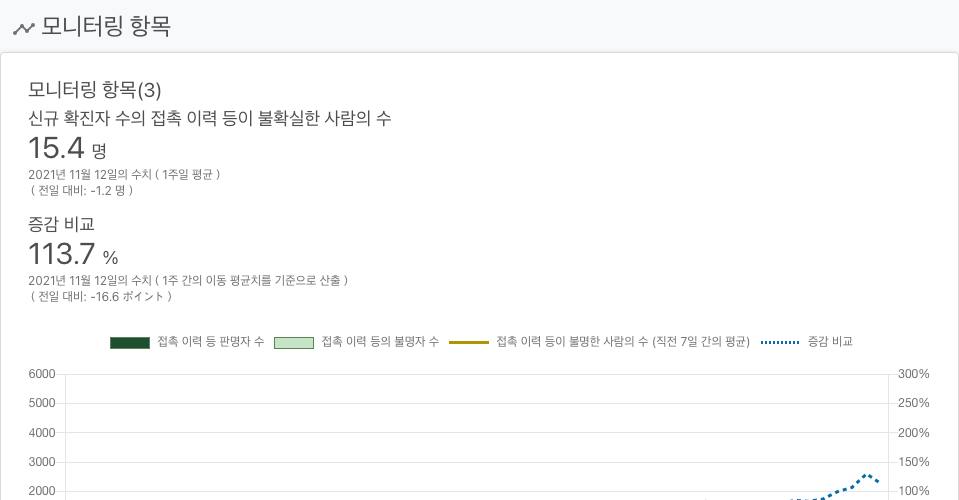 모니터링 항목
모니터링 항목(3)
신규 확진자 수의 접촉 이력 등이 불확실한 사람의 수
15.4 명
2021년 11월 12일의 수치 ( 1주일 평균 )
( 전일 대비: -1.2 명 )
증감 비교
113.7 %
2021년 11월 12일의 수치 ( 1주 간의 이동 평균치를 기준으로 산출 )
( 전일 대비: -16.6 ポイント )
접촉 이력 등 판명자 수 접촉 이력 등의 불명자 수 접촉 이력 등이 불명한 사람의 수 (직전 7일 간의 평균) 증감 비교
6000 300%
5000 250%
4000 200%
3000 150%
2000 100%